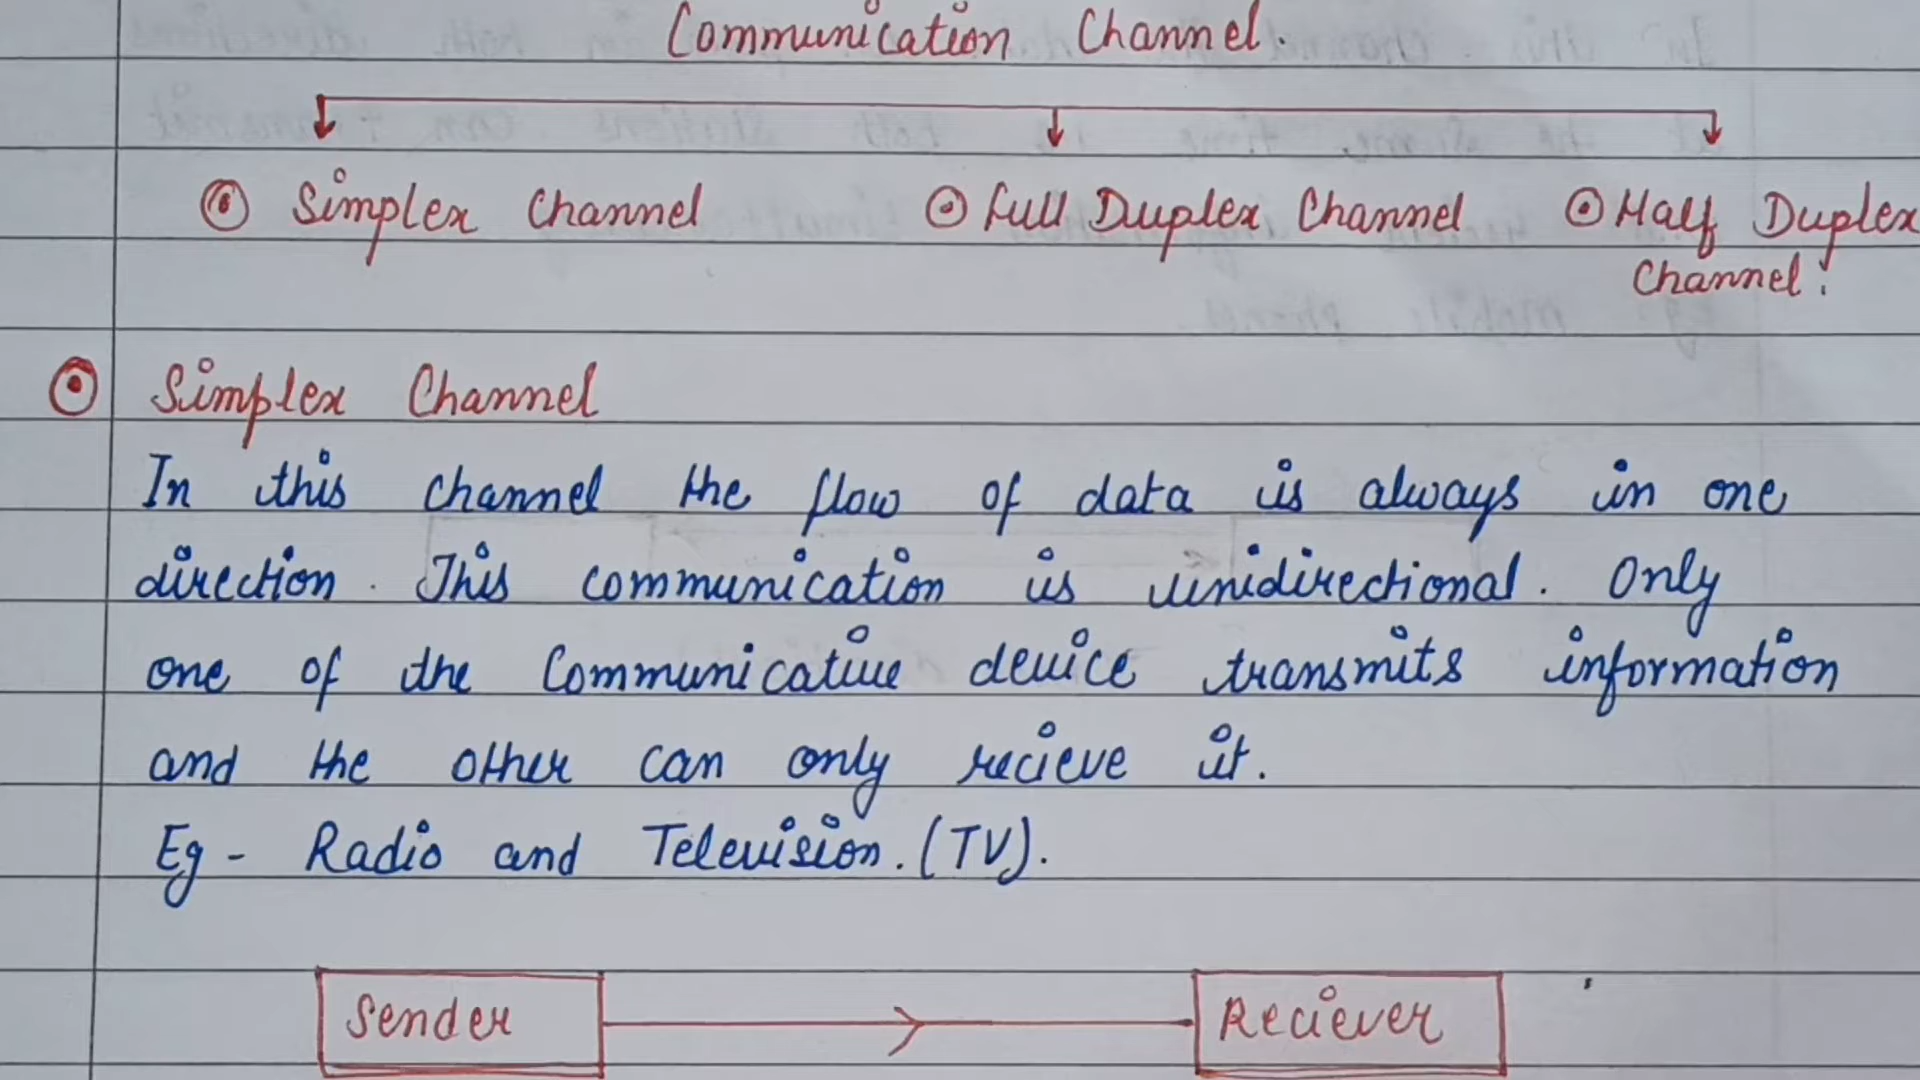 Communication Channel.
Simplex Channel
Full Duplex Channel
Half Duplex
Channel.
Simplex Channel
In this channel the flow of data is always in one
direction. This communication is unidirectional. Only
one of the Communicative device transmits information
and the other can only recieve it.
Eg - Radio and Television. (TV).
Sender
Reciever